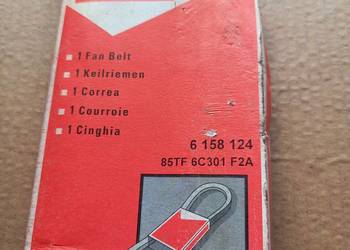 1 Fan Belt
1 Keilriemen
1 Correa
1 Courroie
1 Cinghia
6 158 124
85TF 6C301 F2A